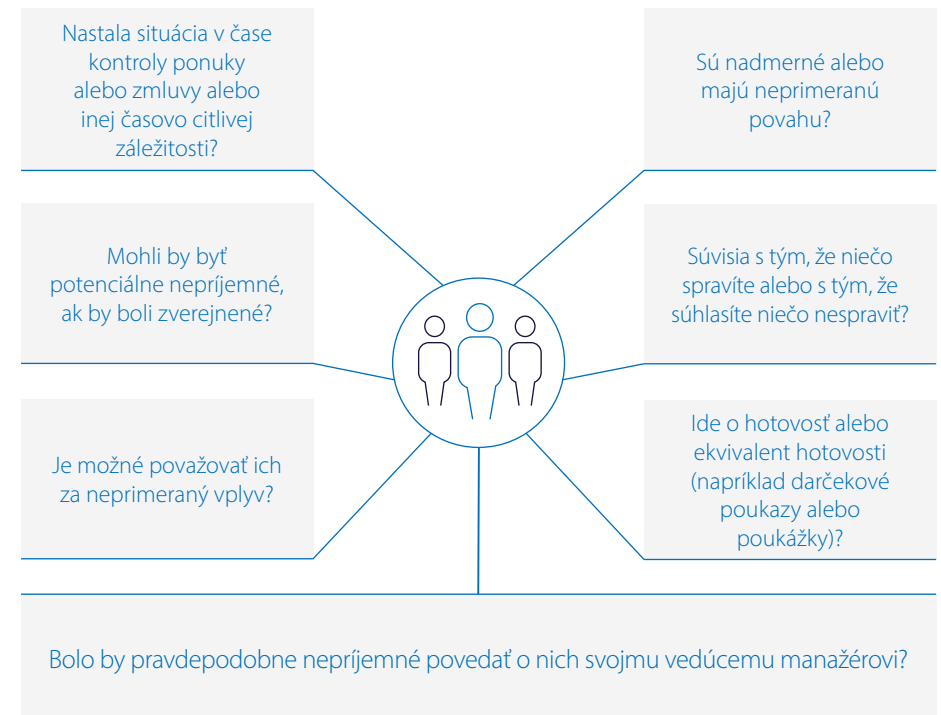 Nastala situácia v čase
kontroly ponuky
alebo zmluvy alebo
inej časovo citlivej
záležitosti?
Sú nadmerné alebo
majú neprimeranú
povahu?
Mohli by byť
potenciálne nepríjemné,
ak by boli zverejnené?
Súvisia s tým, že niečo
spravíte alebo s tým, že
súhlasíte niečo nespraviť?
Je možné považovať ich
za neprimeraný vplyv?
Ide o hotovosť alebo
ekvivalent hotovosti
(napríklad darčekové
poukazy alebo
poukážky)?
Bolo by pravdepodobne nepríjemné povedať o nich svojmu vedúcemu manažérovi?